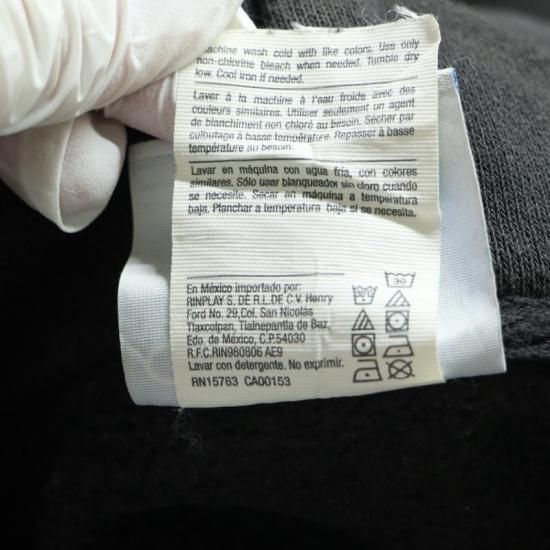 machine wash cold with like colors. Use only
non-chlorine bleach when needed. Tumble dry
low. Cool iron if needed.
Laver à la machine à l'eau froide avec des
couleurs similaires. Utiliser seulement un agent
de blanchiment non chloré au besoin. Sécher par
culbutage à basse température. Repasser à basse
température au besoin.
Lavar en máquina con agua fría, con colores
similares. Sólo usar blanqueador sin cloro cuando
se necesite. Secar en máquina a temperatura
baja. Planchar a temperatura baja si se necesita.
En México importado por:
RINPLAY S. DE R.L.DE C.V. Henry
Ford No. 29,Col. San Nicolás
Tlaxcolpan, Tlalnepantla de Baz,
Edo. de México, C.P.54030
R.F.C.RIN980806 AE9
Lavar con detergente. No exprimir.
RN15763 CA00153
30